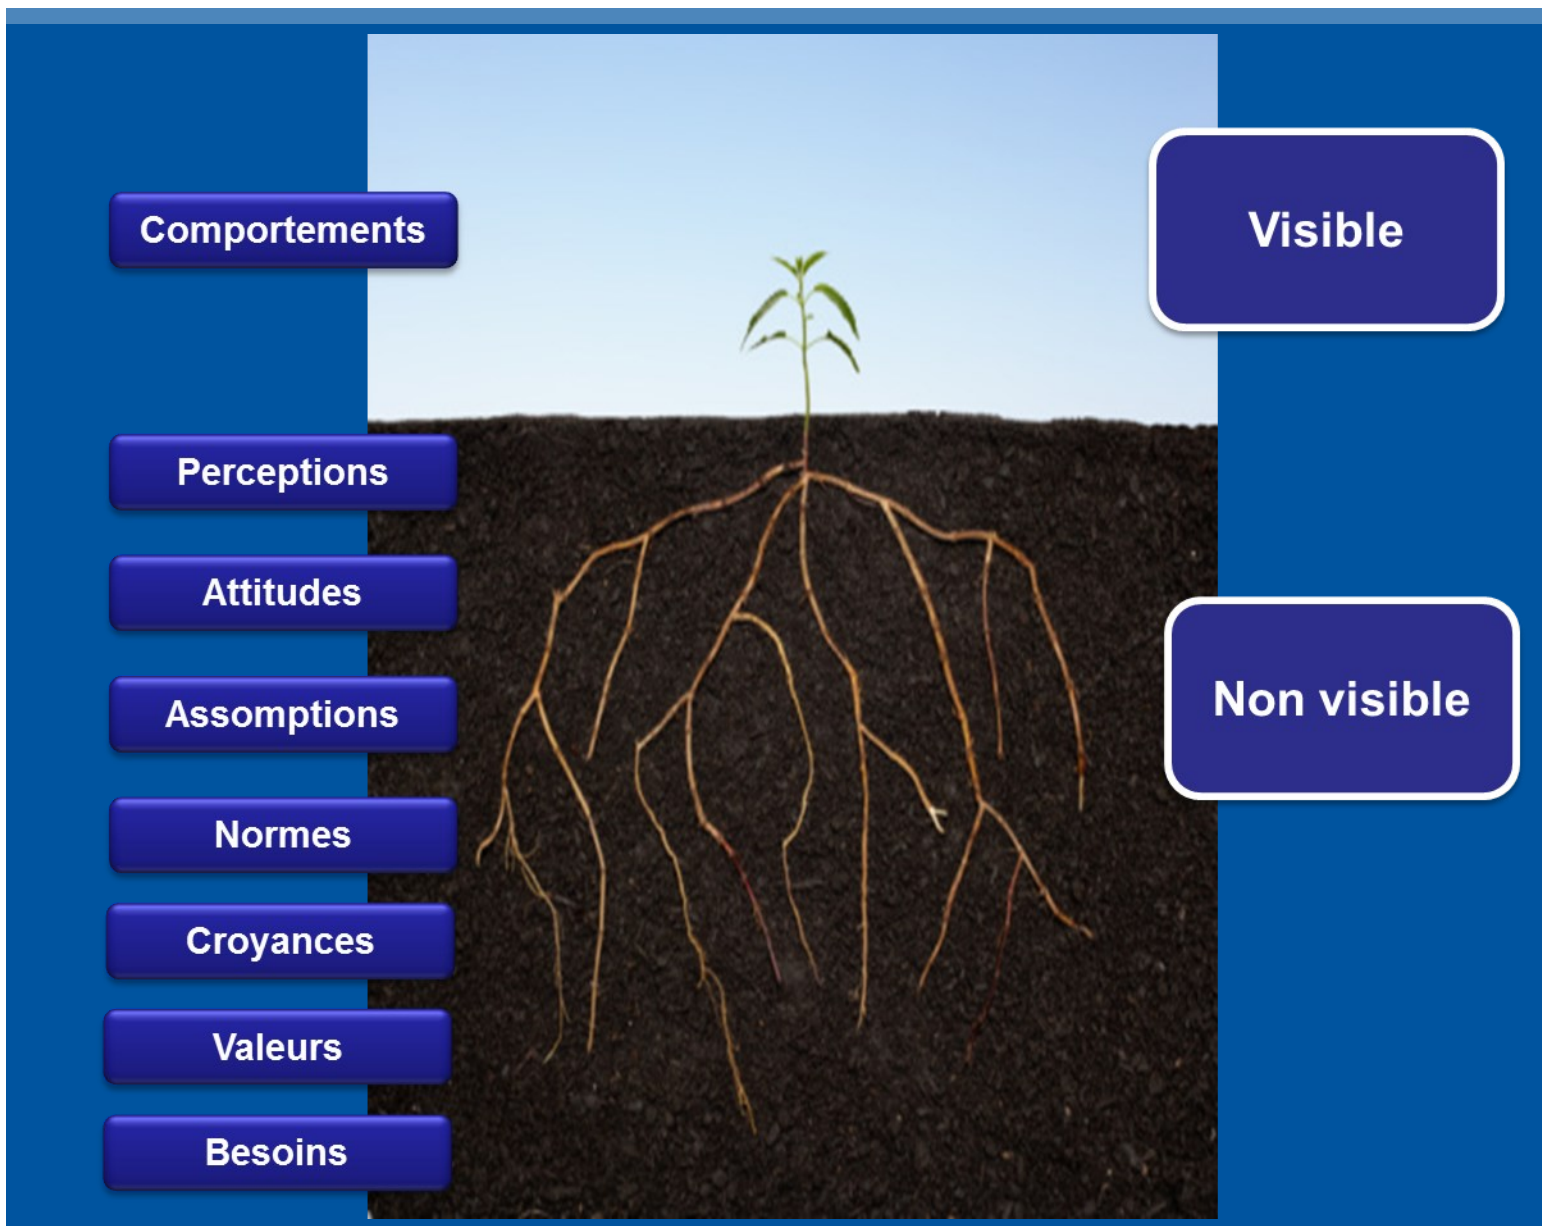 Comportements
Visible
Perceptions
Attitudes
Assomptions
Non visible
Normes
Croyances
Valeurs
Besoins